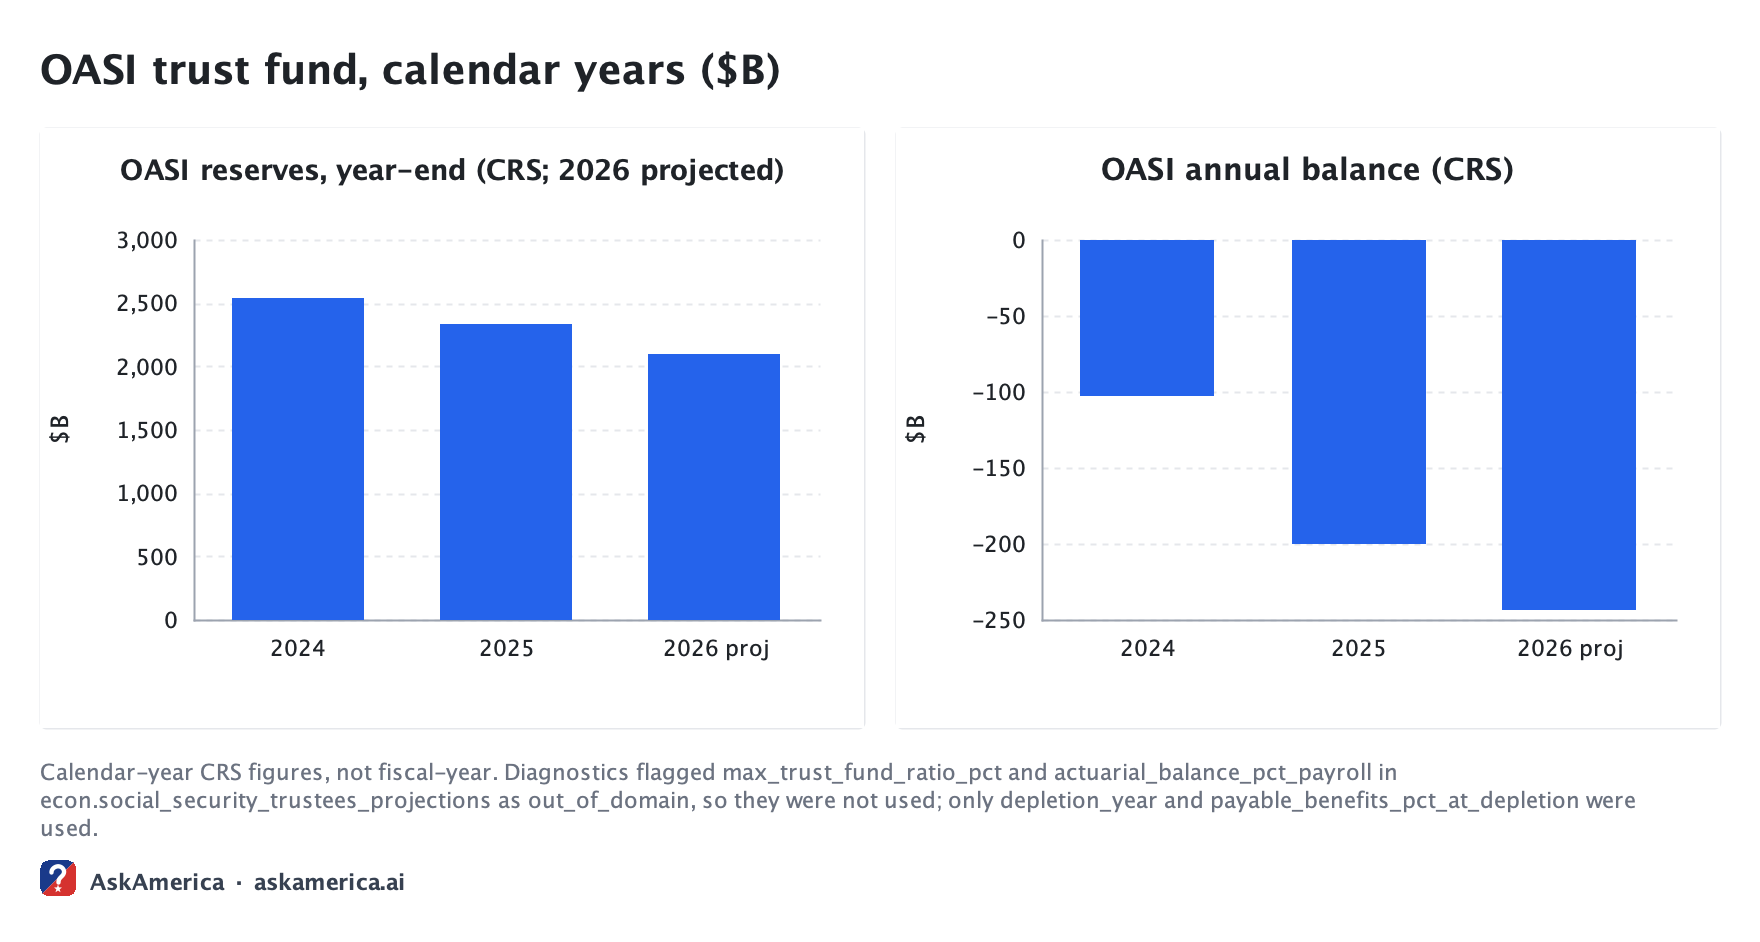 OASI trust fund, calendar years ($B)
OASI reserves, year-end (CRS; 2026 projected)
3,000
2,500
2,000
1,500
1,000
500
0
$B
2024
2025
2026 proj
OASI annual balance (CRS)
0
-50
-100
-150
-200
-250
$B
2024
2025
2026 proj
Calendar-year CRS figures, not fiscal-year. Diagnostics flagged max_trust_fund_ratio_pct and actuarial_balance_pct_payroll in
econ.social_security_trustees_projections as out_of_domain, so they were not used; only depletion_year and payable_benefits_pct_at_depletion were
used.
?
AskAmerica · askamerica.ai